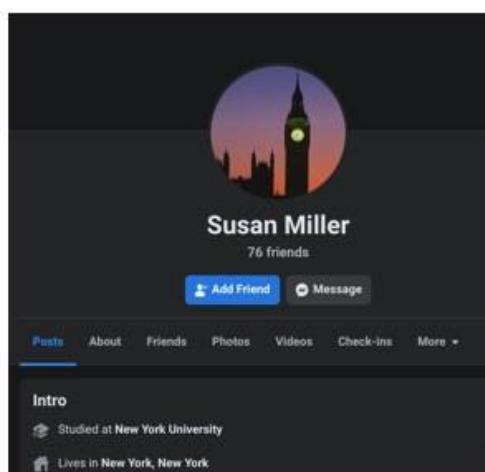 Susan Miller
76 friends
Add Friend Message
Posts About Friends Photos Videos Check-ins More
Intro
Studied at New York University
Lives in New York, New York